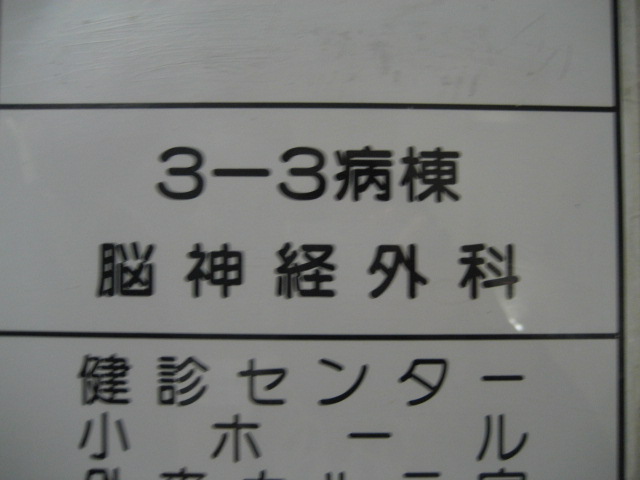 3-3病棟
脳神経外科
健診センター
小ホール